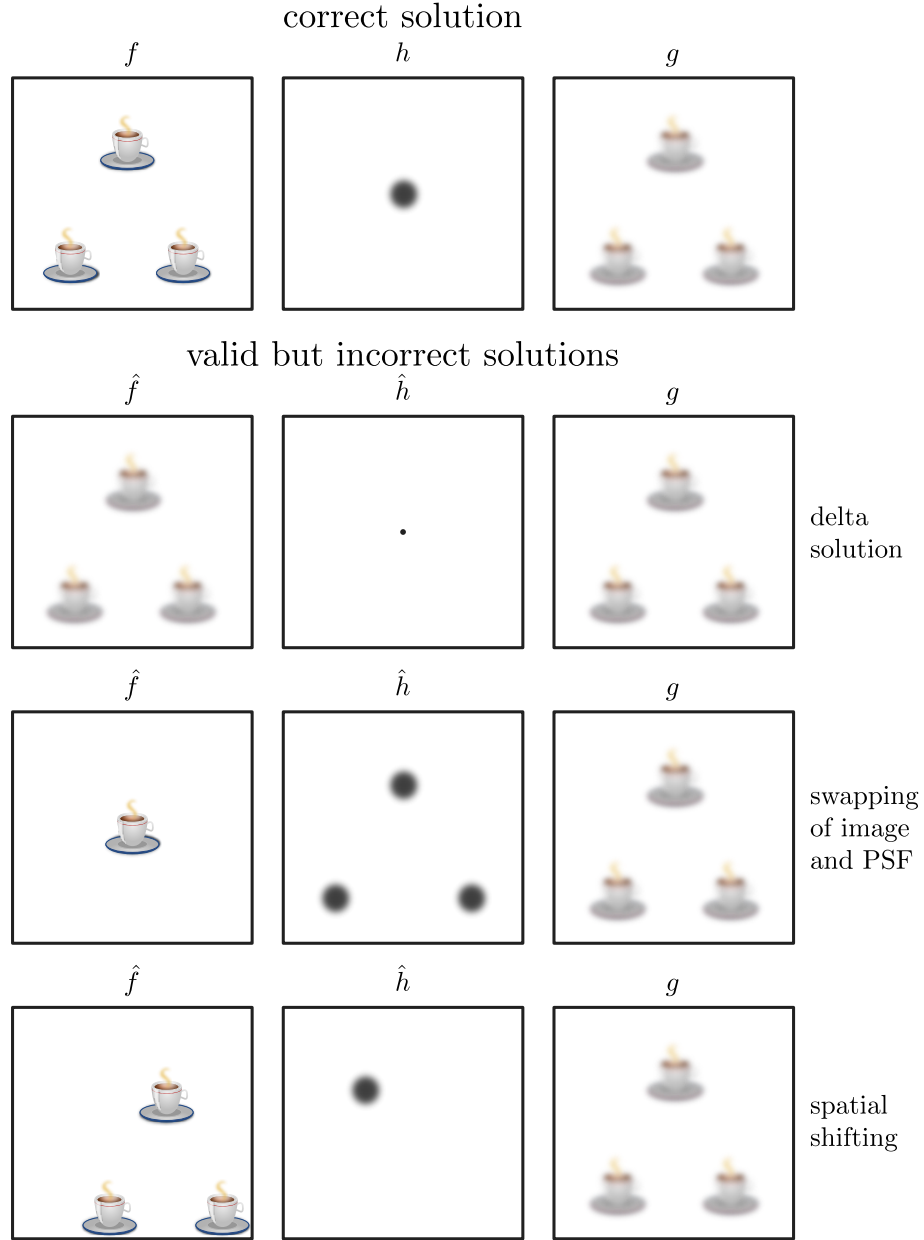 correct solution
f h g
valid but incorrect solutions
f̂ ĥ g
delta
solution
f̂ ĥ g
swapping
of image
and PSF
f̂ ĥ g
spatial
shifting